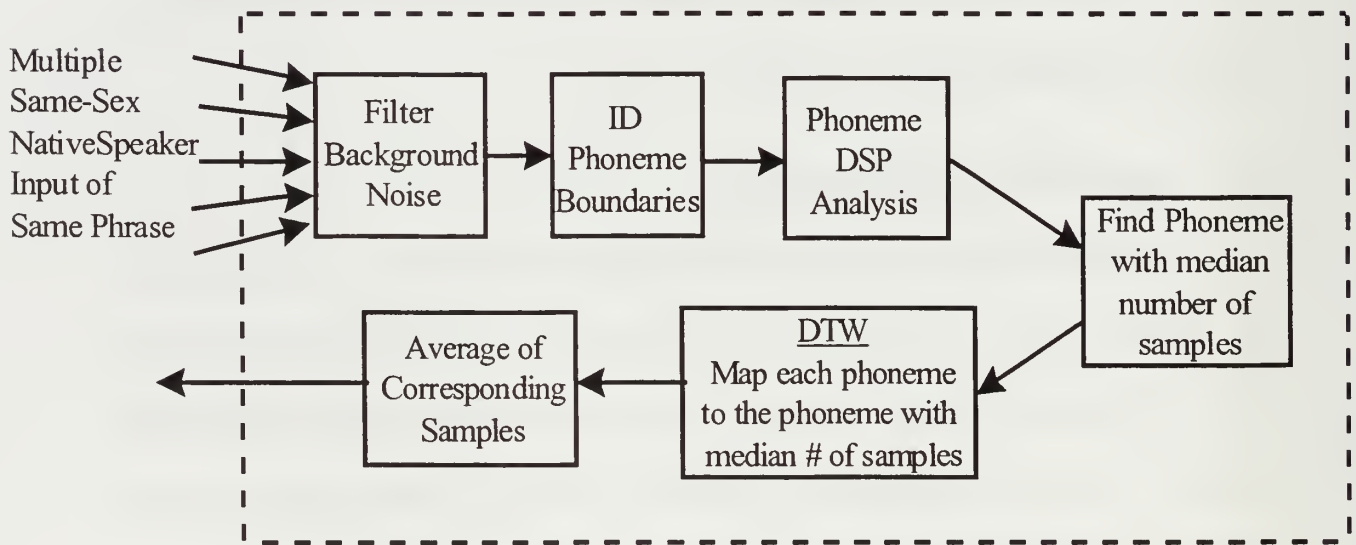 Multiple
Same-Sex
NativeSpeaker
Input of
Same Phrase
Filter
Background
Noise
ID
Phoneme
Boundaries
Phoneme
DSP
Analysis
Find Phoneme
with median
number of
samples
DTW
Map each phoneme
to the phoneme with
median # of samples
Average of
Corresponding
Samples